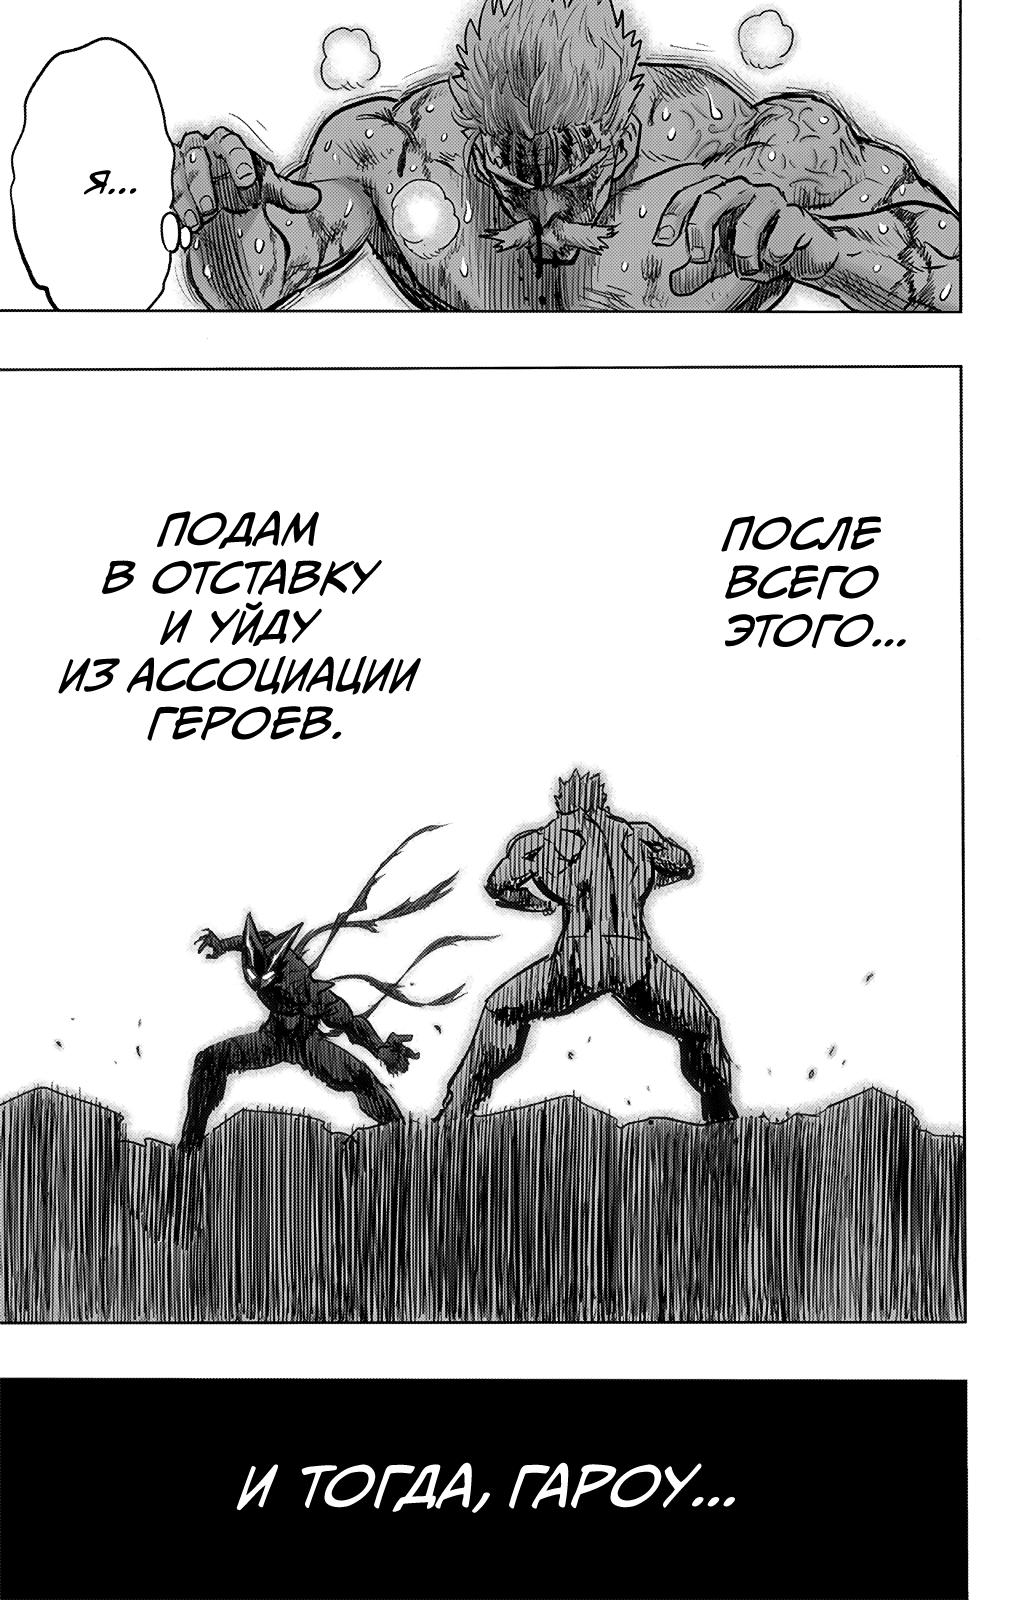 Я...
ПОСЛЕ
ВСЕГО
ЭТОГО...
ПОДАМ
В ОТСТАВКУ
И УЙДУ
ИЗ АССОЦИАЦИИ
ГЕРОЕВ.
И ТОГДА, ГАРОУ...